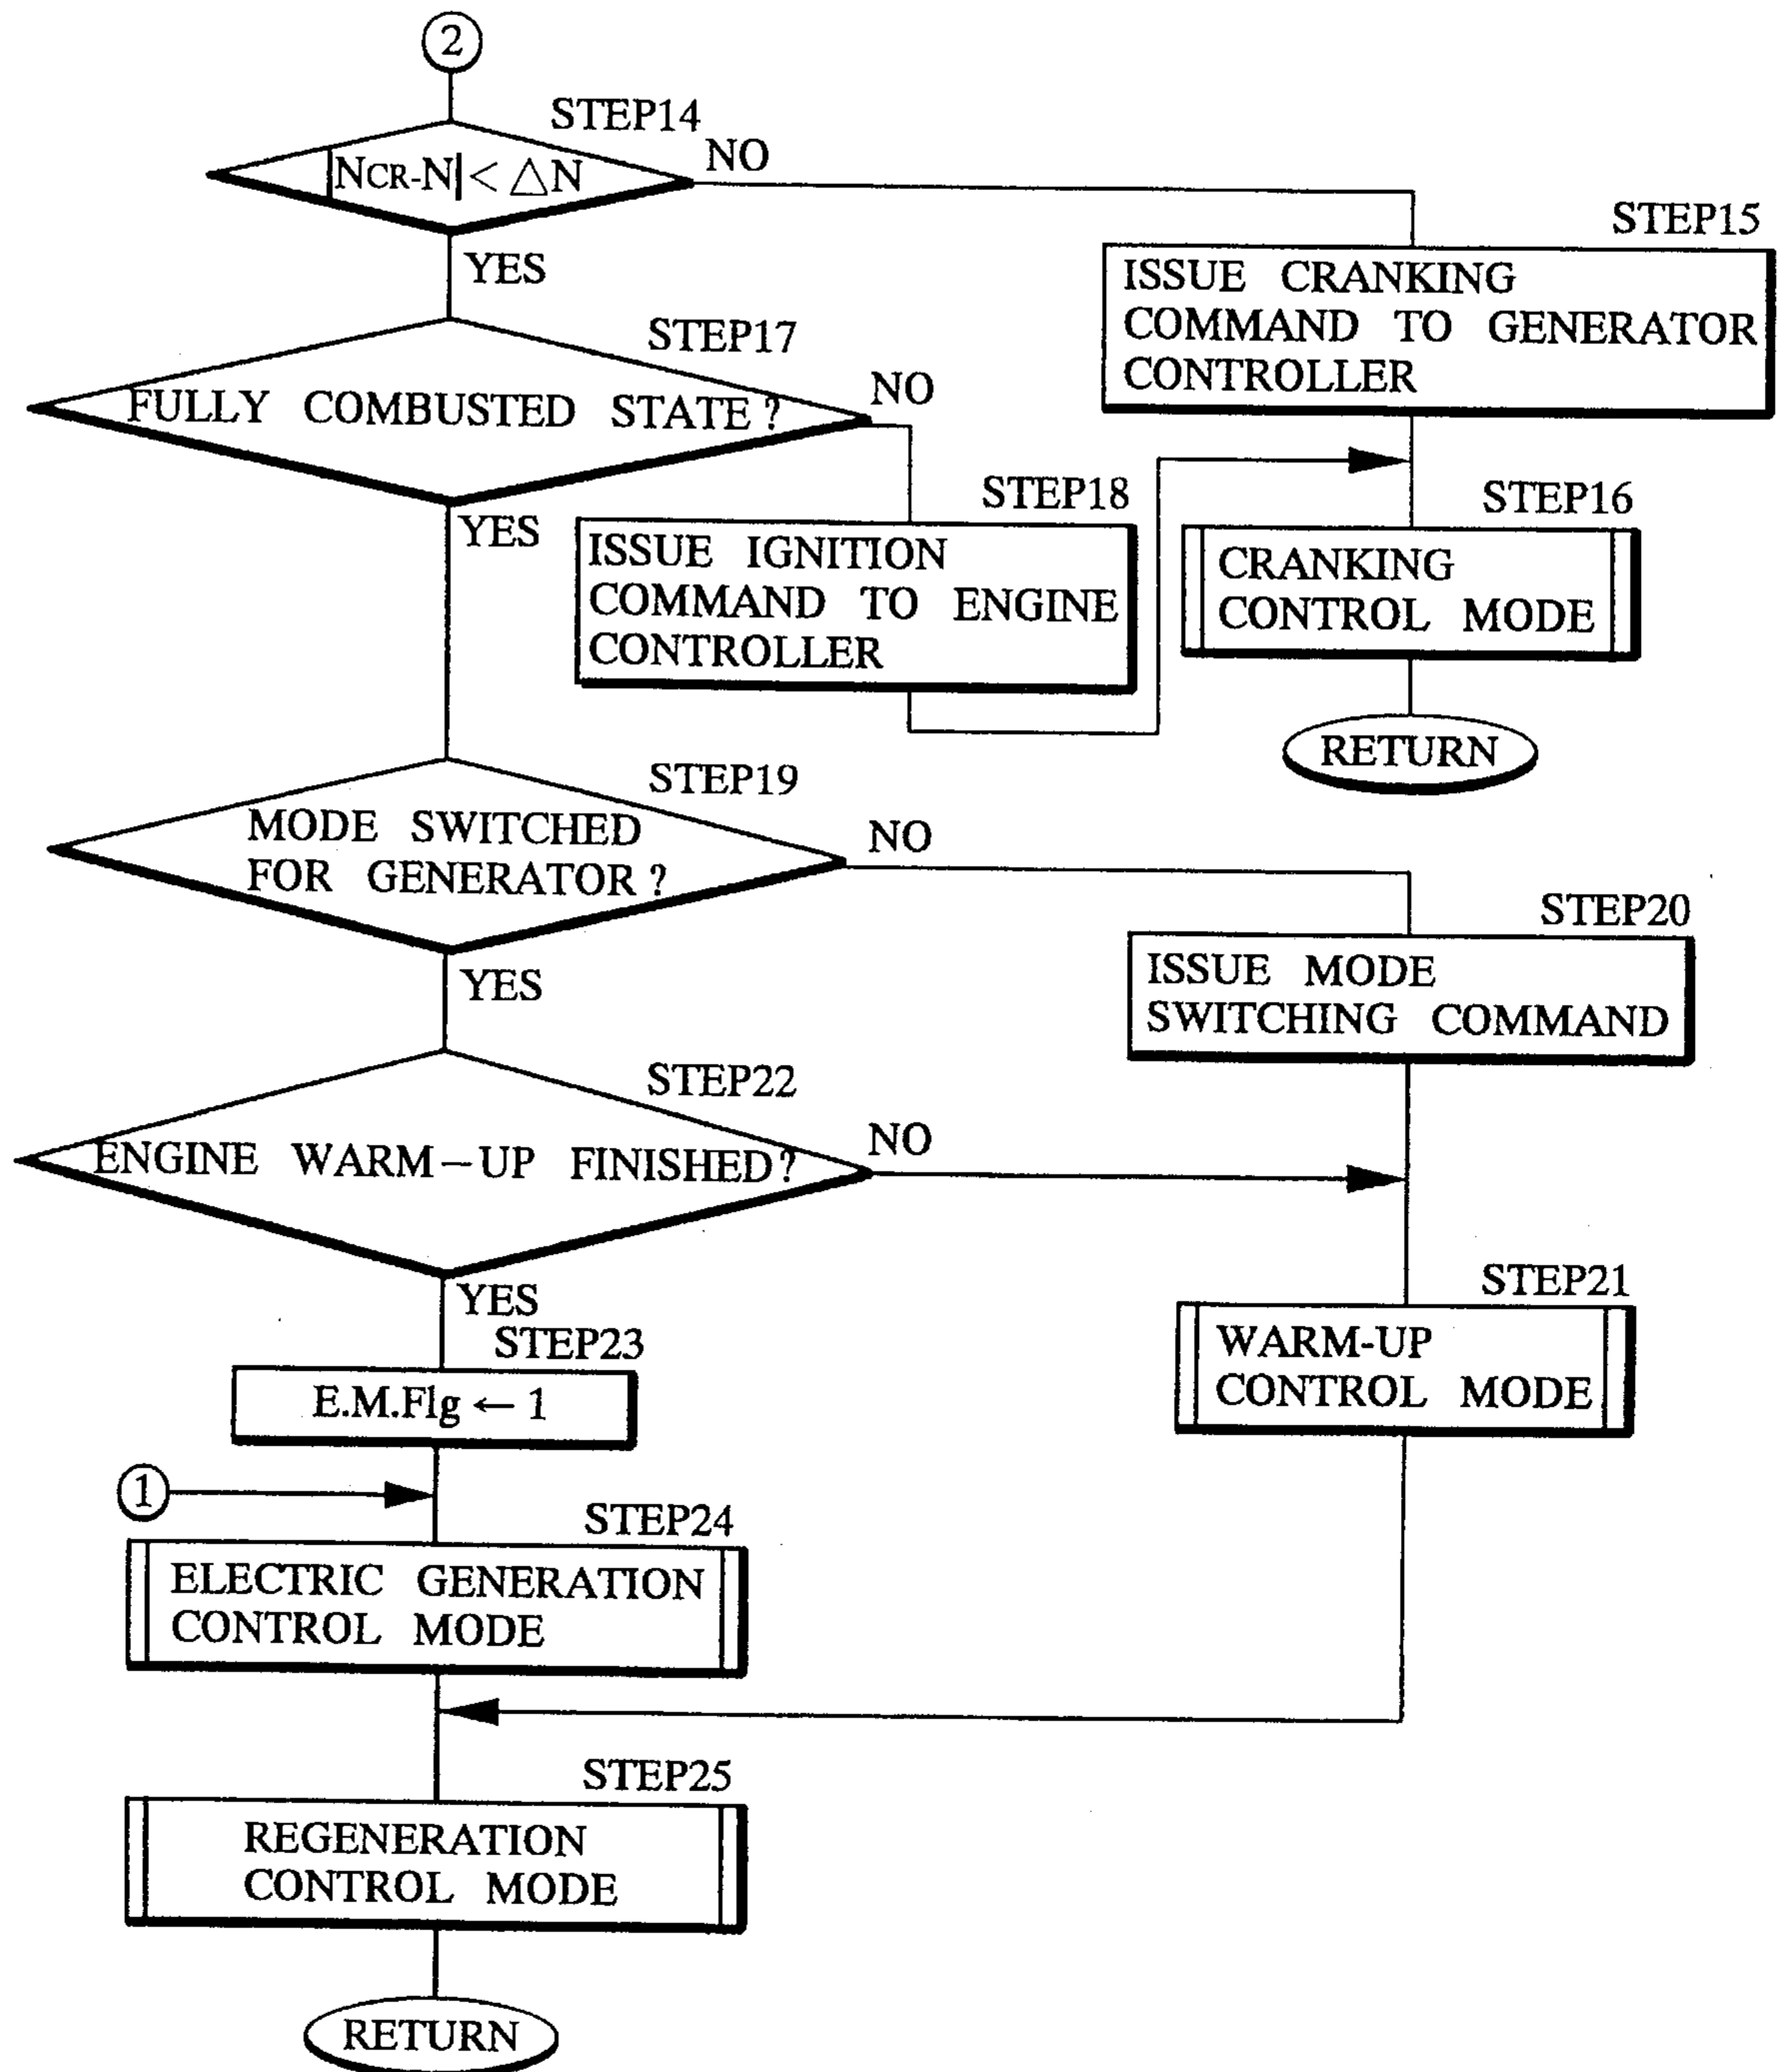 2
STEP14
|NCR-N| < △N
NO
YES
STEP15
ISSUE CRANKING
COMMAND TO GENERATOR
CONTROLLER
STEP17
FULLY COMBUSTED STATE?
NO
YES
STEP18
ISSUE IGNITION
COMMAND TO ENGINE
CONTROLLER
STEP16
CRANKING
CONTROL MODE
RETURN
STEP19
MODE SWITCHED
FOR GENERATOR?
NO
YES
STEP20
ISSUE MODE
SWITCHING COMMAND
STEP22
ENGINE WARM-UP FINISHED?
NO
YES
STEP21
WARM-UP
CONTROL MODE
STEP23
E.M.Flg ← 1
1
STEP24
ELECTRIC GENERATION
CONTROL MODE
STEP25
REGENERATION
CONTROL MODE
RETURN